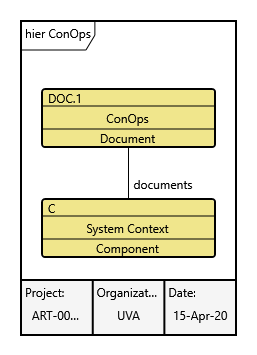 hier ConOps
DOC.1
ConOps
Document
documents
C
System Context
Component
Project:
ART-00...
Organizat...
UVA
Date:
15-Apr-20